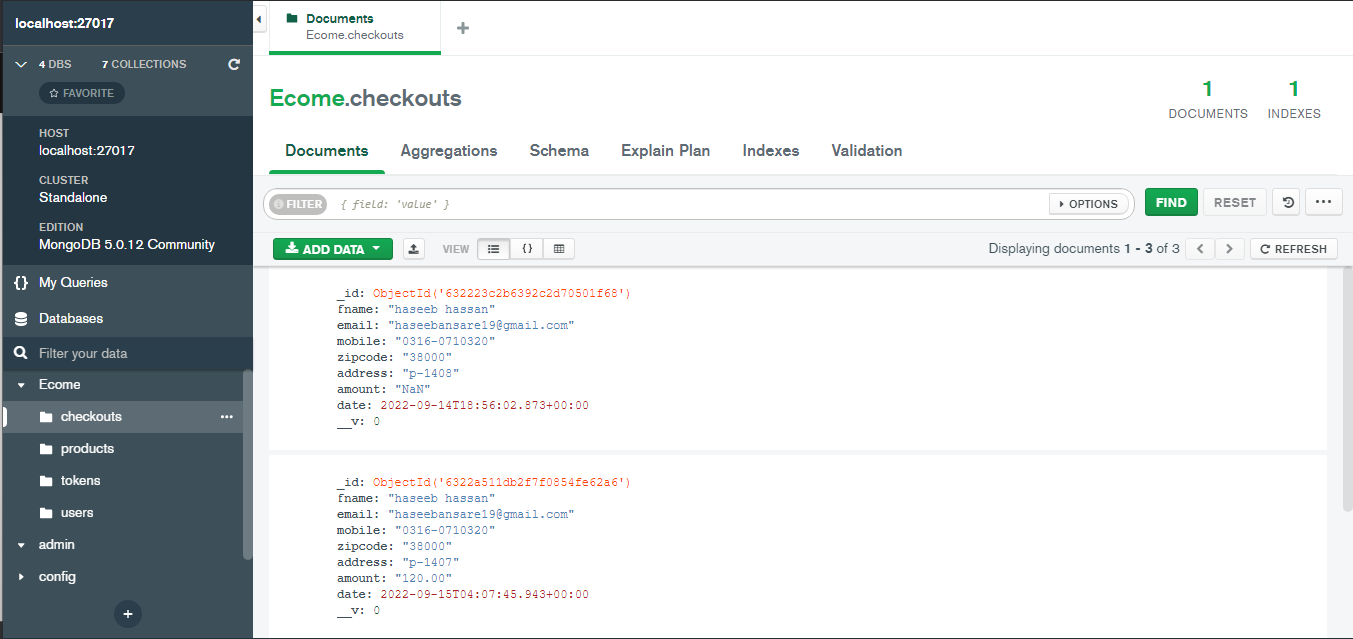 localhost:27017
4 DBS 7 COLLECTIONS
FAVORITE
HOST
localhost:27017
CLUSTER
Standalone
EDITION
MongoDB 5.0.12 Community
{} My Queries
Databases
Filter your data
Ecome
checkouts ...
products
tokens
users
admin
config
+
Documents
Ecome.checkouts
+
Ecome.checkouts
1 DOCUMENTS
1 INDEXES
Documents Aggregations Schema Explain Plan Indexes Validation
FILTER { field: 'value' } OPTIONS FIND RESET ...
ADD DATA VIEW {} Displaying documents 1 - 3 of 3 < > REFRESH
_id: ObjectId('632223c2b6392c2d70501f68')
fname: "haseeb hassan"
email: "haseebansare19@gmail.com"
mobile: "0316-0710320"
zipcode: "38000"
address: "p-1408"
amount: "NaN"
date: 2022-09-14T18:56:02.873+00:00
__v: 0
_id: ObjectId('6322a511db2f7f0854fe62a6')
fname: "haseeb hassan"
email: "haseebansare19@gmail.com"
mobile: "0316-0710320"
zipcode: "38000"
address: "p-1407"
amount: "120.00"
date: 2022-09-15T04:07:45.943+00:00
__v: 0